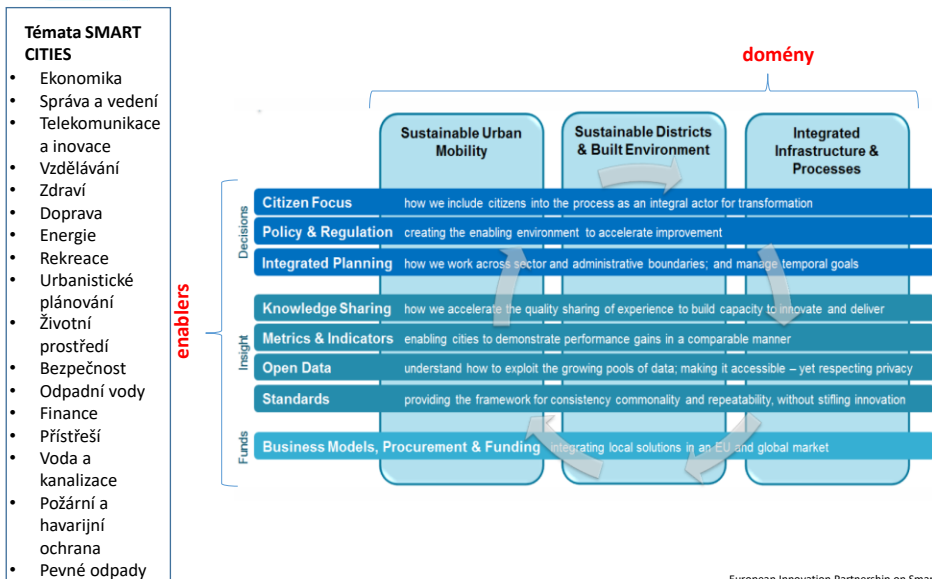 Témata SMART
CITIES
• Ekonomika
• Správa a vedení
• Telekomunikace
a inovace
• Vzdělávání
• Zdraví
• Doprava
• Energie
• Rekreace
• Urbanistické
plánování
• Životní
prostředí
• Bezpečnost
• Odpadní vody
• Finance
• Přístřeší
• Voda a
kanalizace
• Požární a
havarijní
ochrana
• Pevné odpady
domény
enablers
Sustainable Urban
Mobility
Sustainable Districts
& Built Environment
Integrated
Infrastructure &
Processes
Decisions
Citizen Focus how we include citizens into the process as an integral actor for transformation
Policy & Regulation creating the enabling environment to accelerate improvement
Integrated Planning how we work across sector and administrative boundaries; and manage temporal goals
Insight
Knowledge Sharing how we accelerate the quality sharing of experience to build capacity to innovate and deliver
Metrics & Indicators enabling cities to demonstrate performance gains in a comparable manner
Open Data understand how to exploit the growing pools of data; making it accessible – yet respecting privacy
Standards providing the framework for consistency commonality and repeatability, without stifling innovation
Funds
Business Models, Procurement & Funding integrating local solutions in an EU and global market
European Innovation Partnership on Smar